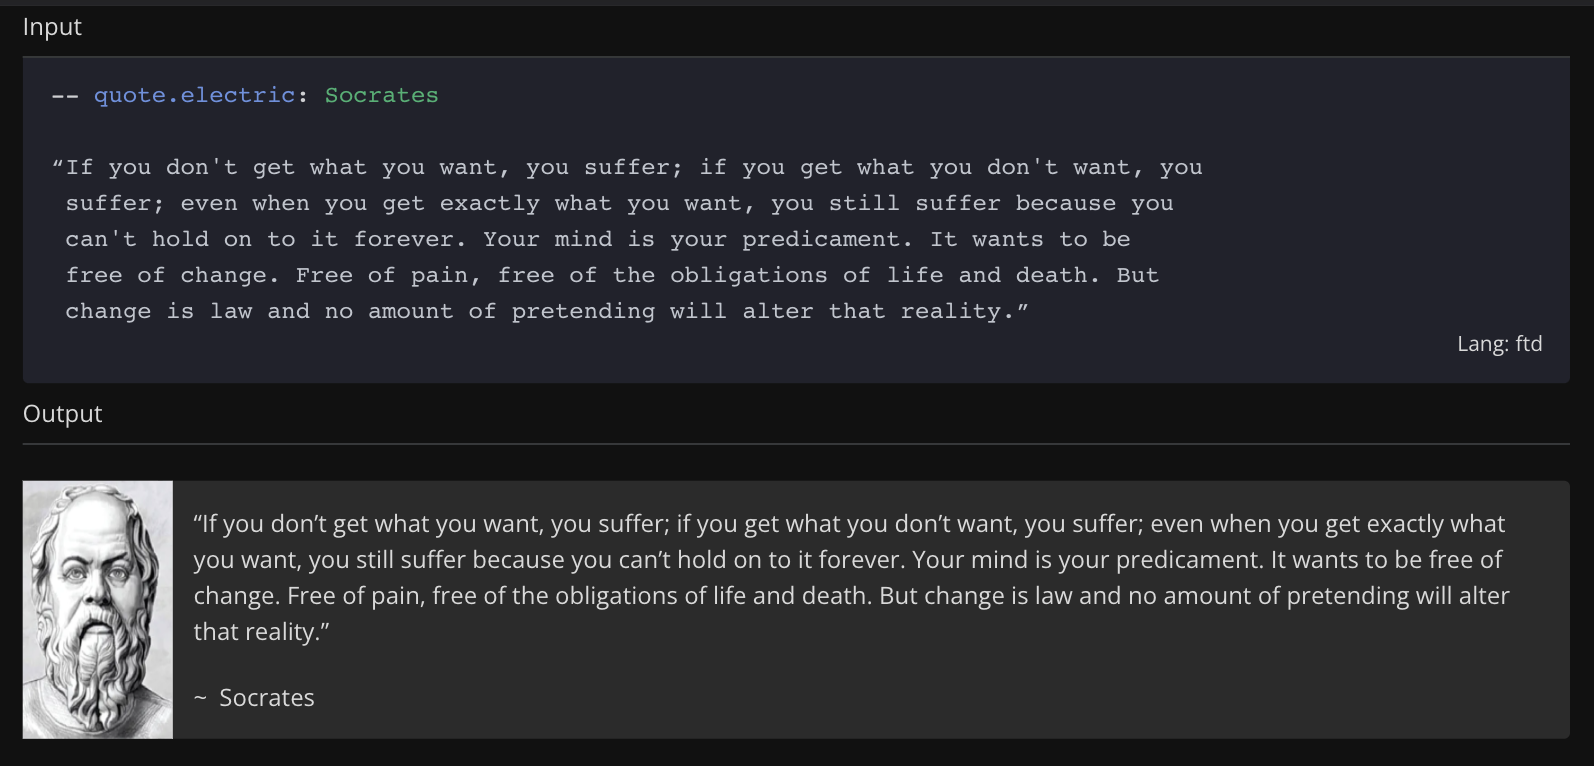 Input
-- quote.electric: Socrates
“If you don't get what you want, you suffer; if you get what you don't want, you
suffer; even when you get exactly what you want, you still suffer because you
can't hold on to it forever. Your mind is your predicament. It wants to be
free of change. Free of pain, free of the obligations of life and death. But
change is law and no amount of pretending will alter that reality.”
Lang: ftd
Output
“If you don’t get what you want, you suffer; if you get what you don’t want, you suffer; even when you get exactly what
you want, you still suffer because you can’t hold on to it forever. Your mind is your predicament. It wants to be free of
change. Free of pain, free of the obligations of life and death. But change is law and no amount of pretending will alter
that reality.”
~ Socrates